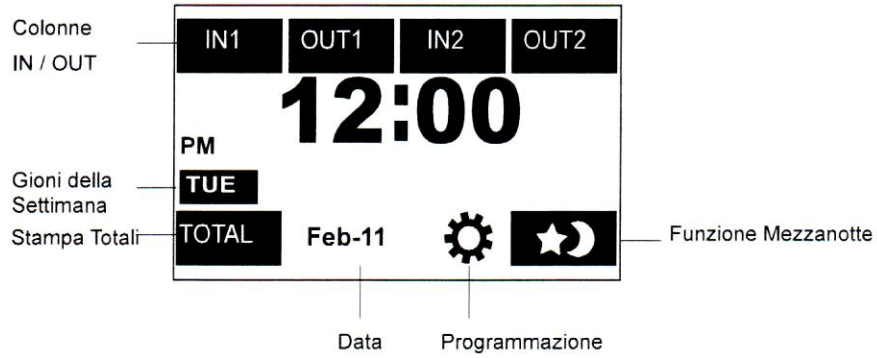 Colonne
IN / OUT
IN1 OUT1 IN2 OUT2
12:00
PM
Gioni della
Settimana
TUE
Stampa Totali
TOTAL Feb-11
Funzione Mezzanotte
Data Programmazione